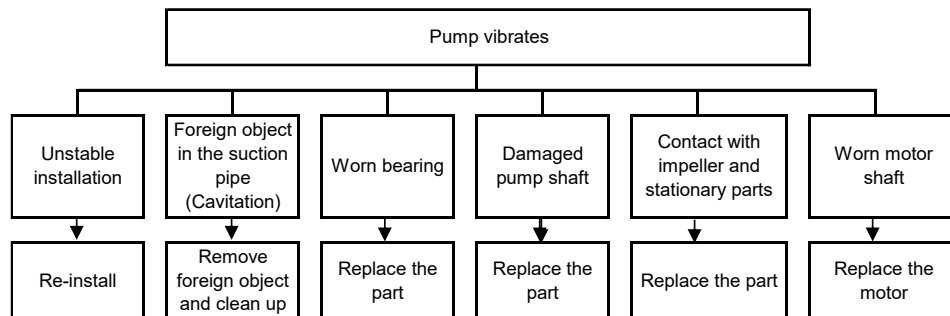 Pump vibrates
Unstable
installation
Foreign object
in the suction
pipe
(Cavitation)
Worn bearing
Damaged
pump shaft
Contact with
impeller and
stationary parts
Worn motor
shaft
Re-install
Remove
foreign object
and clean up
Replace the
part
Replace the
part
Replace the part
Replace the
motor